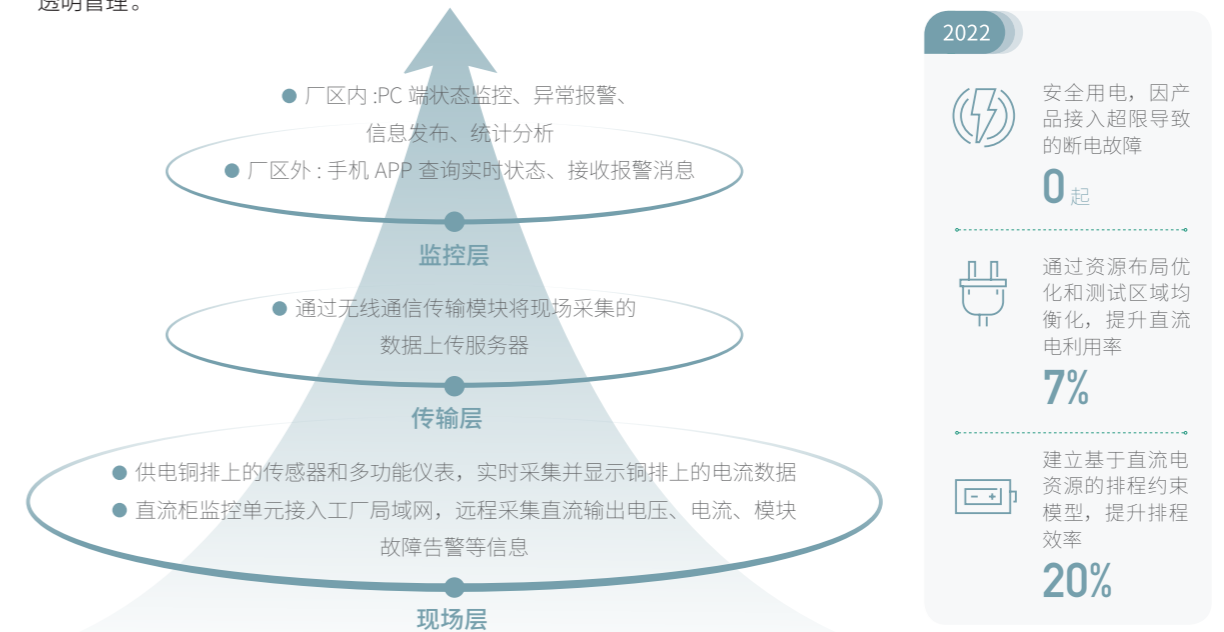 透明管理。
● 厂区内 :PC 端状态监控、异常报警、
信息发布、统计分析
● 厂区外 : 手机 APP 查询实时状态、接收报警消息
监控层
● 通过无线通信传输模块将现场采集的
数据上传服务器
传输层
● 供电铜排上的传感器和多功能仪表，实时采集并显示铜排上的电流数据
● 直流柜监控单元接入工厂局域网，远程采集直流输出电压、电流、模块
故障告警等信息
现场层
2022
安全用电，因产
品接入超限导致
的断电故障
0 起
通过资源布局优
化和测试区域均
衡化，提升直流
电利用率
7%
建立基于直流电
资源的排程约束
模型，提升排程
效率
20%